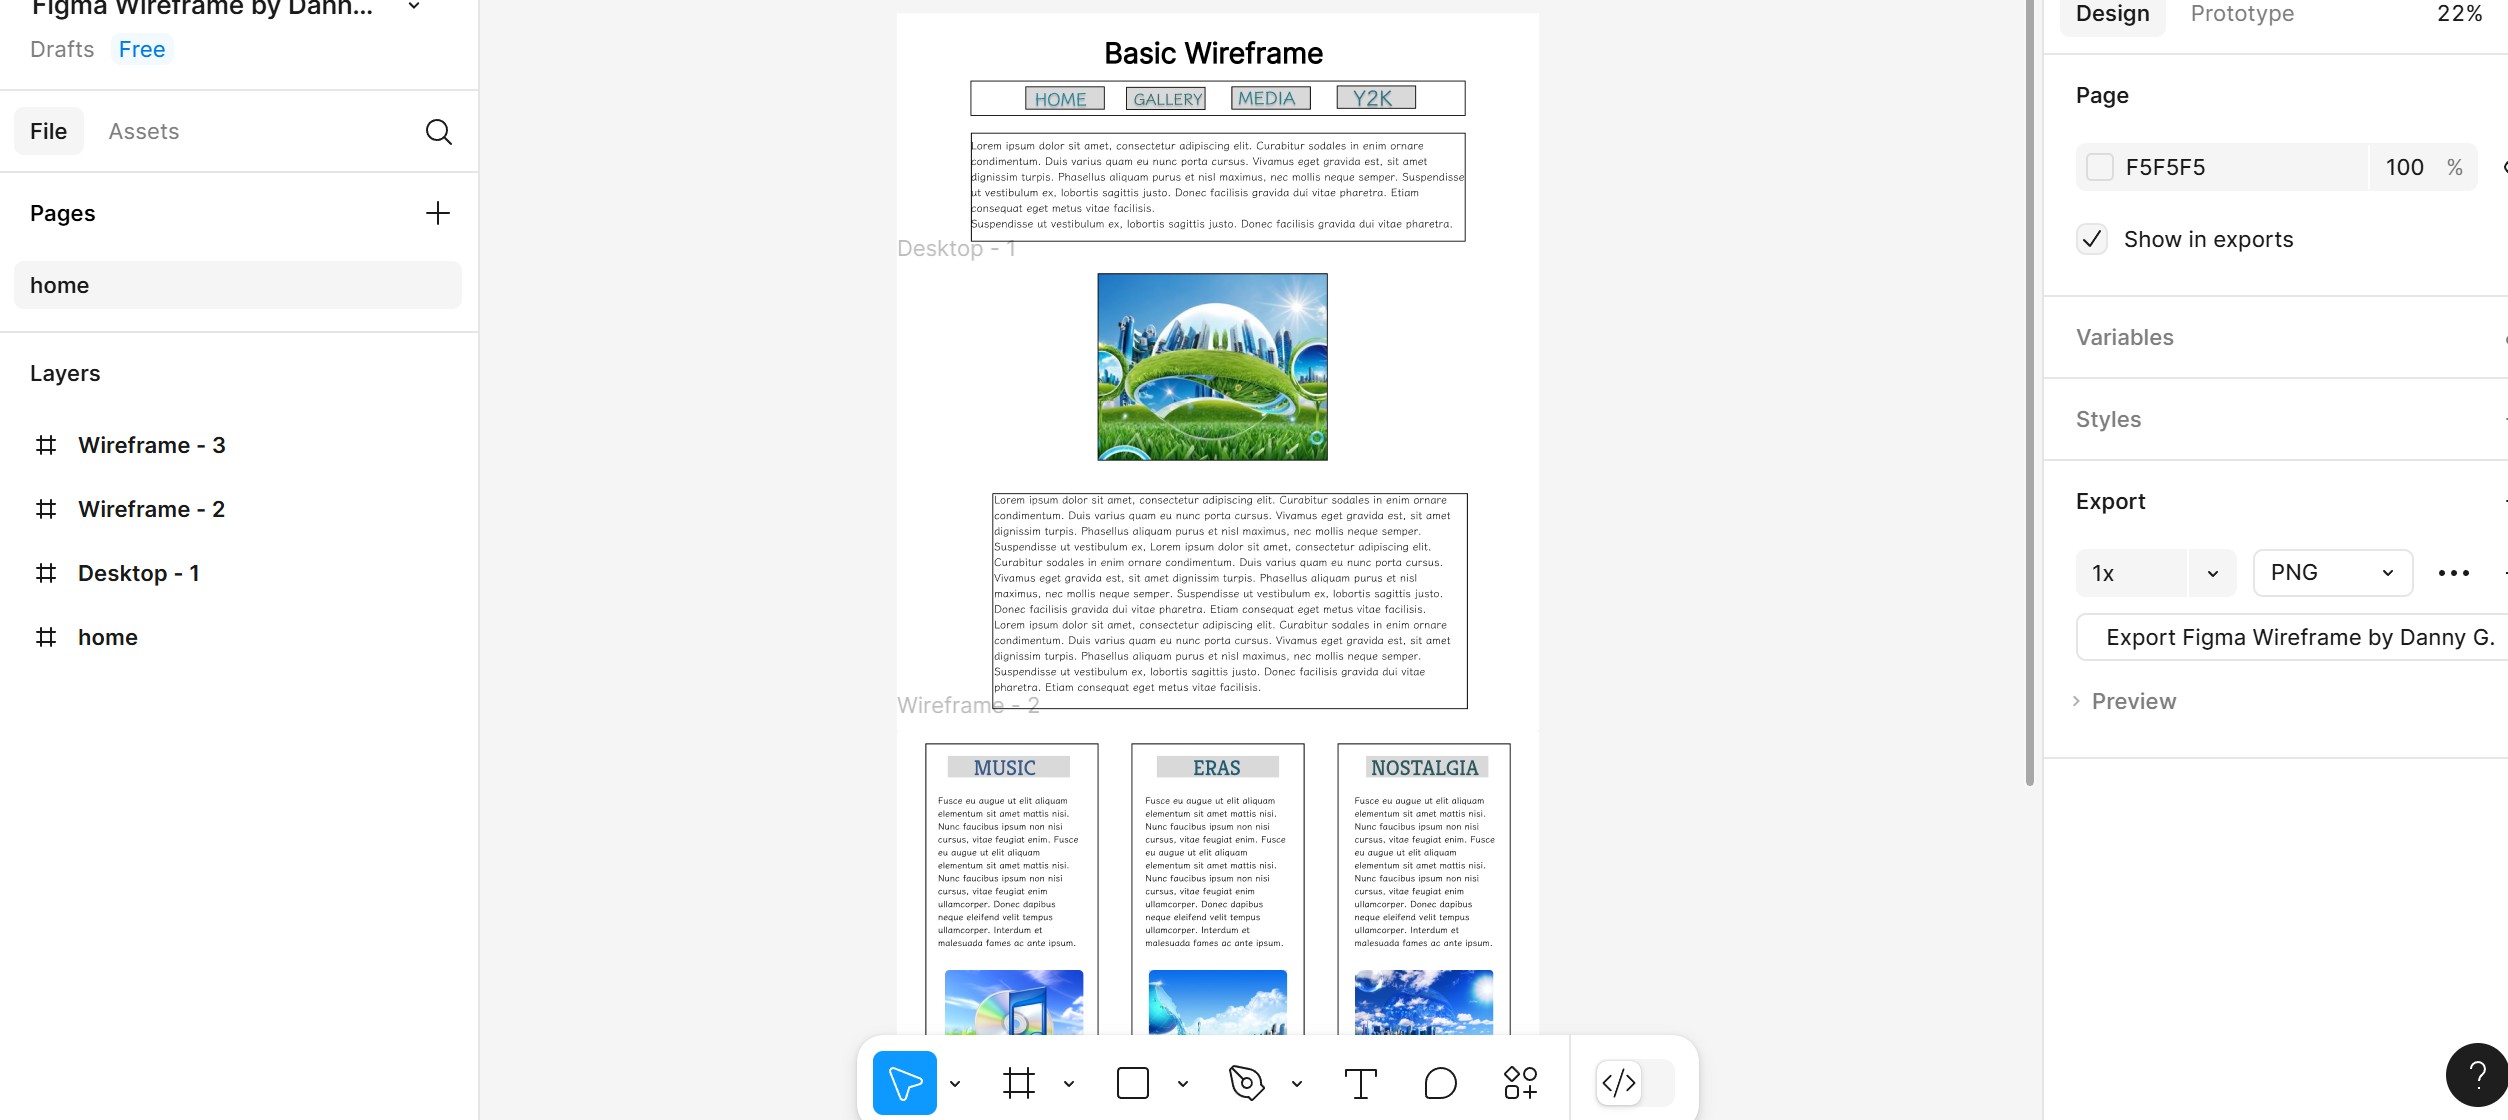 Figma Wireframe by Dann...
Drafts Free
File Assets
Pages
home
Layers
Wireframe - 3
Wireframe - 2
Desktop - 1
home
Basic Wireframe
HOME GALLERY MEDIA Y2K
Lorem ipsum dolor sit amet, consectetur adipiscing elit. Curabitur sodales in enim ornare
condimentum. Duis varius quam eu nunc porta cursus. Vivamus eget gravida est, sit amet
dignissim turpis. Phasellus aliquam purus et nisl maximus, nec mollis neque semper. Suspendisse
ut vestibulum ex, lobortis sagittis justo. Donec facilisis gravida dui vitae pharetra. Etiam
consequat eget metus vitae facilisis.
Suspendisse ut vestibulum ex, lobortis sagittis justo. Donec facilisis gravida dui vitae pharetra.
Desktop - 1
Lorem ipsum dolor sit amet, consectetur adipiscing elit. Curabitur sodales in enim ornare
condimentum. Duis varius quam eu nunc porta cursus. Vivamus eget gravida est, sit amet
dignissim turpis. Phasellus aliquam purus et nisl maximus, nec mollis neque semper.
Suspendisse ut vestibulum ex, Lorem ipsum dolor sit amet, consectetur adipiscing elit.
Curabitur sodales in enim ornare condimentum. Duis varius quam eu nunc porta cursus.
Vivamus eget gravida est, sit amet dignissim turpis. Phasellus aliquam purus et nisl
maximus, nec mollis neque semper. Suspendisse ut vestibulum ex, lobortis sagittis justo.
Donec facilisis gravida dui vitae pharetra. Etiam consequat eget metus vitae facilisis.
Lorem ipsum dolor sit amet, consectetur adipiscing elit. Curabitur sodales in enim ornare
condimentum. Duis varius quam eu nunc porta cursus. Vivamus eget gravida est, sit amet
dignissim turpis. Phasellus aliquam purus et nisl maximus, nec mollis neque semper.
Suspendisse ut vestibulum ex, lobortis sagittis justo. Donec facilisis gravida dui vitae
pharetra. Etiam consequat eget metus vitae facilisis.
Wireframe - 2
MUSIC
Fusce eu augue ut elit aliquam
elementum sit amet mattis nisi.
Nunc faucibus ipsum non nisi
cursus, vitae feugiat enim. Fusce
eu augue ut elit aliquam
elementum sit amet mattis nisi.
Nunc faucibus ipsum non nisi
cursus, vitae feugiat enim
ullamcorper. Donec dapibus
neque eleifend velit tempus
ullamcorper. Interdum et
malesuada fames ac ante ipsum.
ERAS
Fusce eu augue ut elit aliquam
elementum sit amet mattis nisi.
Nunc faucibus ipsum non nisi
cursus, vitae feugiat enim. Fusce
eu augue ut elit aliquam
elementum sit amet mattis nisi.
Nunc faucibus ipsum non nisi
cursus, vitae feugiat enim
ullamcorper. Donec dapibus
neque eleifend velit tempus
ullamcorper. Interdum et
malesuada fames ac ante ipsum.
NOSTALGIA
Fusce eu augue ut elit aliquam
elementum sit amet mattis nisi.
Nunc faucibus ipsum non nisi
cursus, vitae feugiat enim. Fusce
eu augue ut elit aliquam
elementum sit amet mattis nisi.
Nunc faucibus ipsum non nisi
cursus, vitae feugiat enim
ullamcorper. Donec dapibus
neque eleifend velit tempus
ullamcorper. Interdum et
malesuada fames ac ante ipsum.
Design Prototype 22%
Page
F5F5F5 100 %
Show in exports
Variables
Styles
Export
1x PNG
Export Figma Wireframe by Danny G.
Preview
?